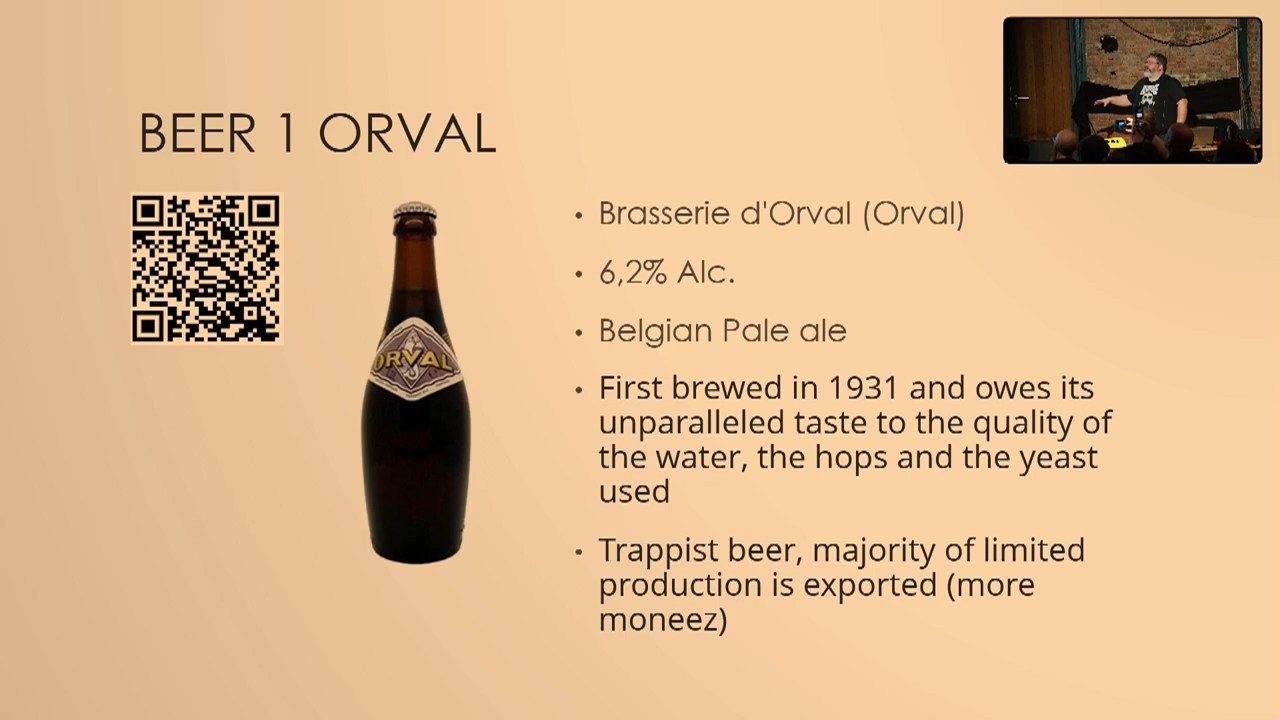 BEER 1 ORVAL
ORVAL
• Brasserie d'Orval (Orval)
• 6,2% Alc.
• Belgian Pale ale
• First brewed in 1931 and owes its
unparalleled taste to the quality of
the water, the hops and the yeast
used
• Trappist beer, majority of limited
production is exported (more
moneez)